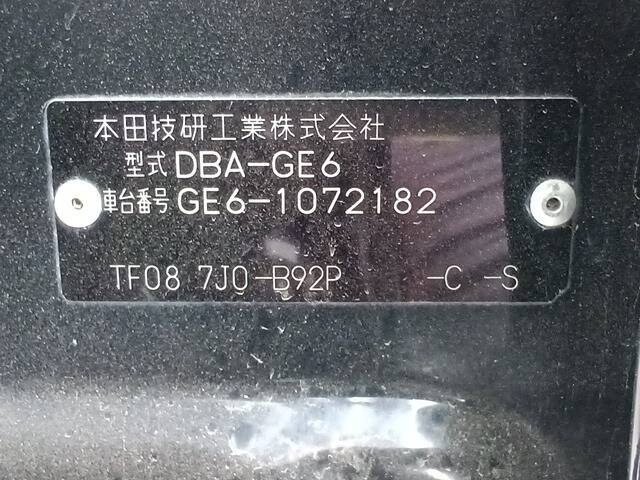 本田技研工業株式会社
型式 DBA-GE6
車台番号 GE6-1072182
TF08 7J0-B92P -C -S